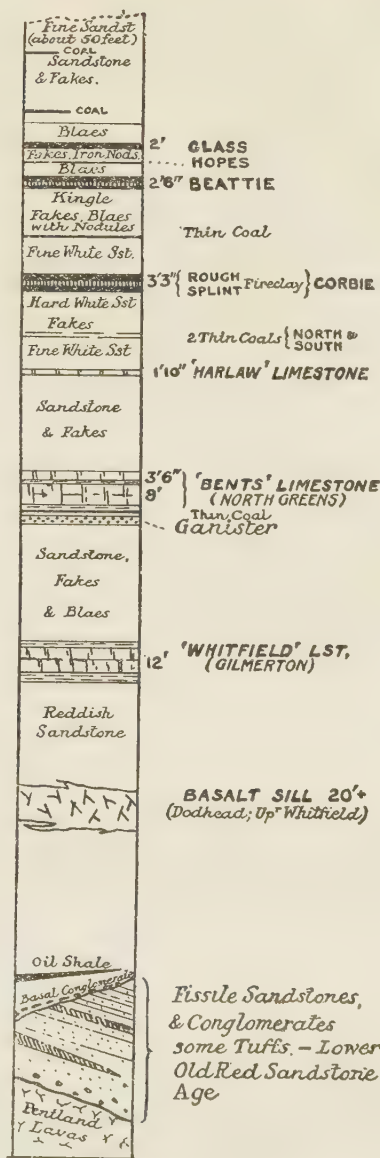 Fine Sandst
(about 50 feet)
COAL
Sandstone
& Fakes.
COAL
Blaes
2' GLASS
Fakes. Iron Nods.
..... HOPES
Blaes
2'6" BEATTIE
Kingle
Fakes, Blaes
with Nodules
Thin Coal
Fine White Sst.
3'3" { ROUGH SPLINT Fireclay } CORBIE
Hard White Sst
Fakes
2 Thin Coals { NORTH & SOUTH
Fine White Sst
1'10" 'HARLAW' LIMESTONE
Sandstone
& Fakes
3'6"
9' } 'BENTS' LIMESTONE
(NORTH GREENS)
Thin Coal
Ganister
Sandstone,
Fakes
& Blaes
12' 'WHITFIELD' LST,
(GILMERTON)
Reddish
Sandstone
BASALT SILL 20'+
(Dodhead; Upr Whitfield)
Oil Shale
Basal Conglomerate
Fissile Sandstones,
& Conglomerates
some Tuffs. – Lower
Old Red Sandstone
Age
Pentland
Lavas